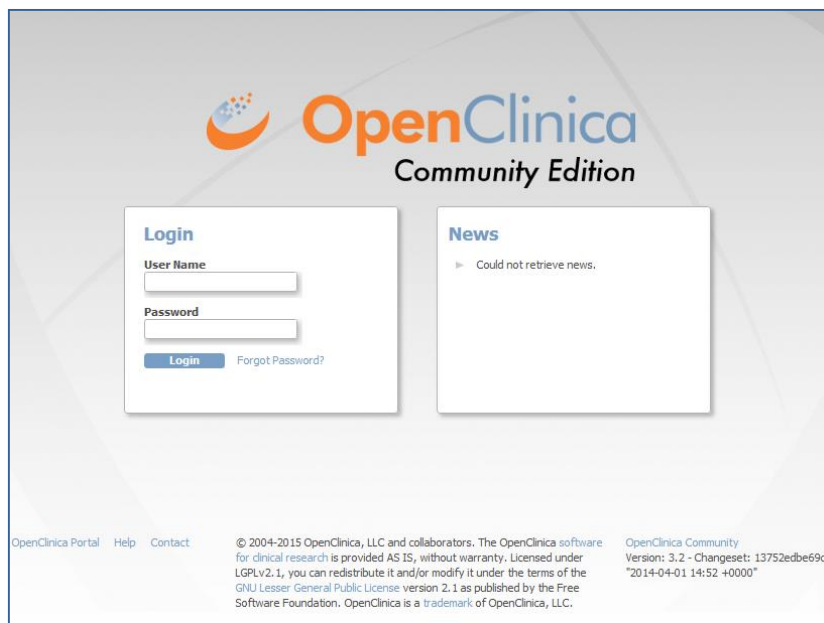 OpenClinica
Community Edition
Login
User Name
Password
Login Forgot Password?
News
Could not retrieve news.
OpenClinica Portal Help Contact
© 2004-2015 OpenClinica, LLC and collaborators. The OpenClinica software
for clinical research is provided AS IS, without warranty. Licensed under
LGPLv2.1, you can redistribute it and/or modify it under the terms of the
GNU Lesser General Public License version 2.1 as published by the Free
Software Foundation. OpenClinica is a trademark of OpenClinica, LLC.
OpenClinica Community
Version: 3.2 - Changeset: 13752edbe69c
"2014-04-01 14:52 +0000"